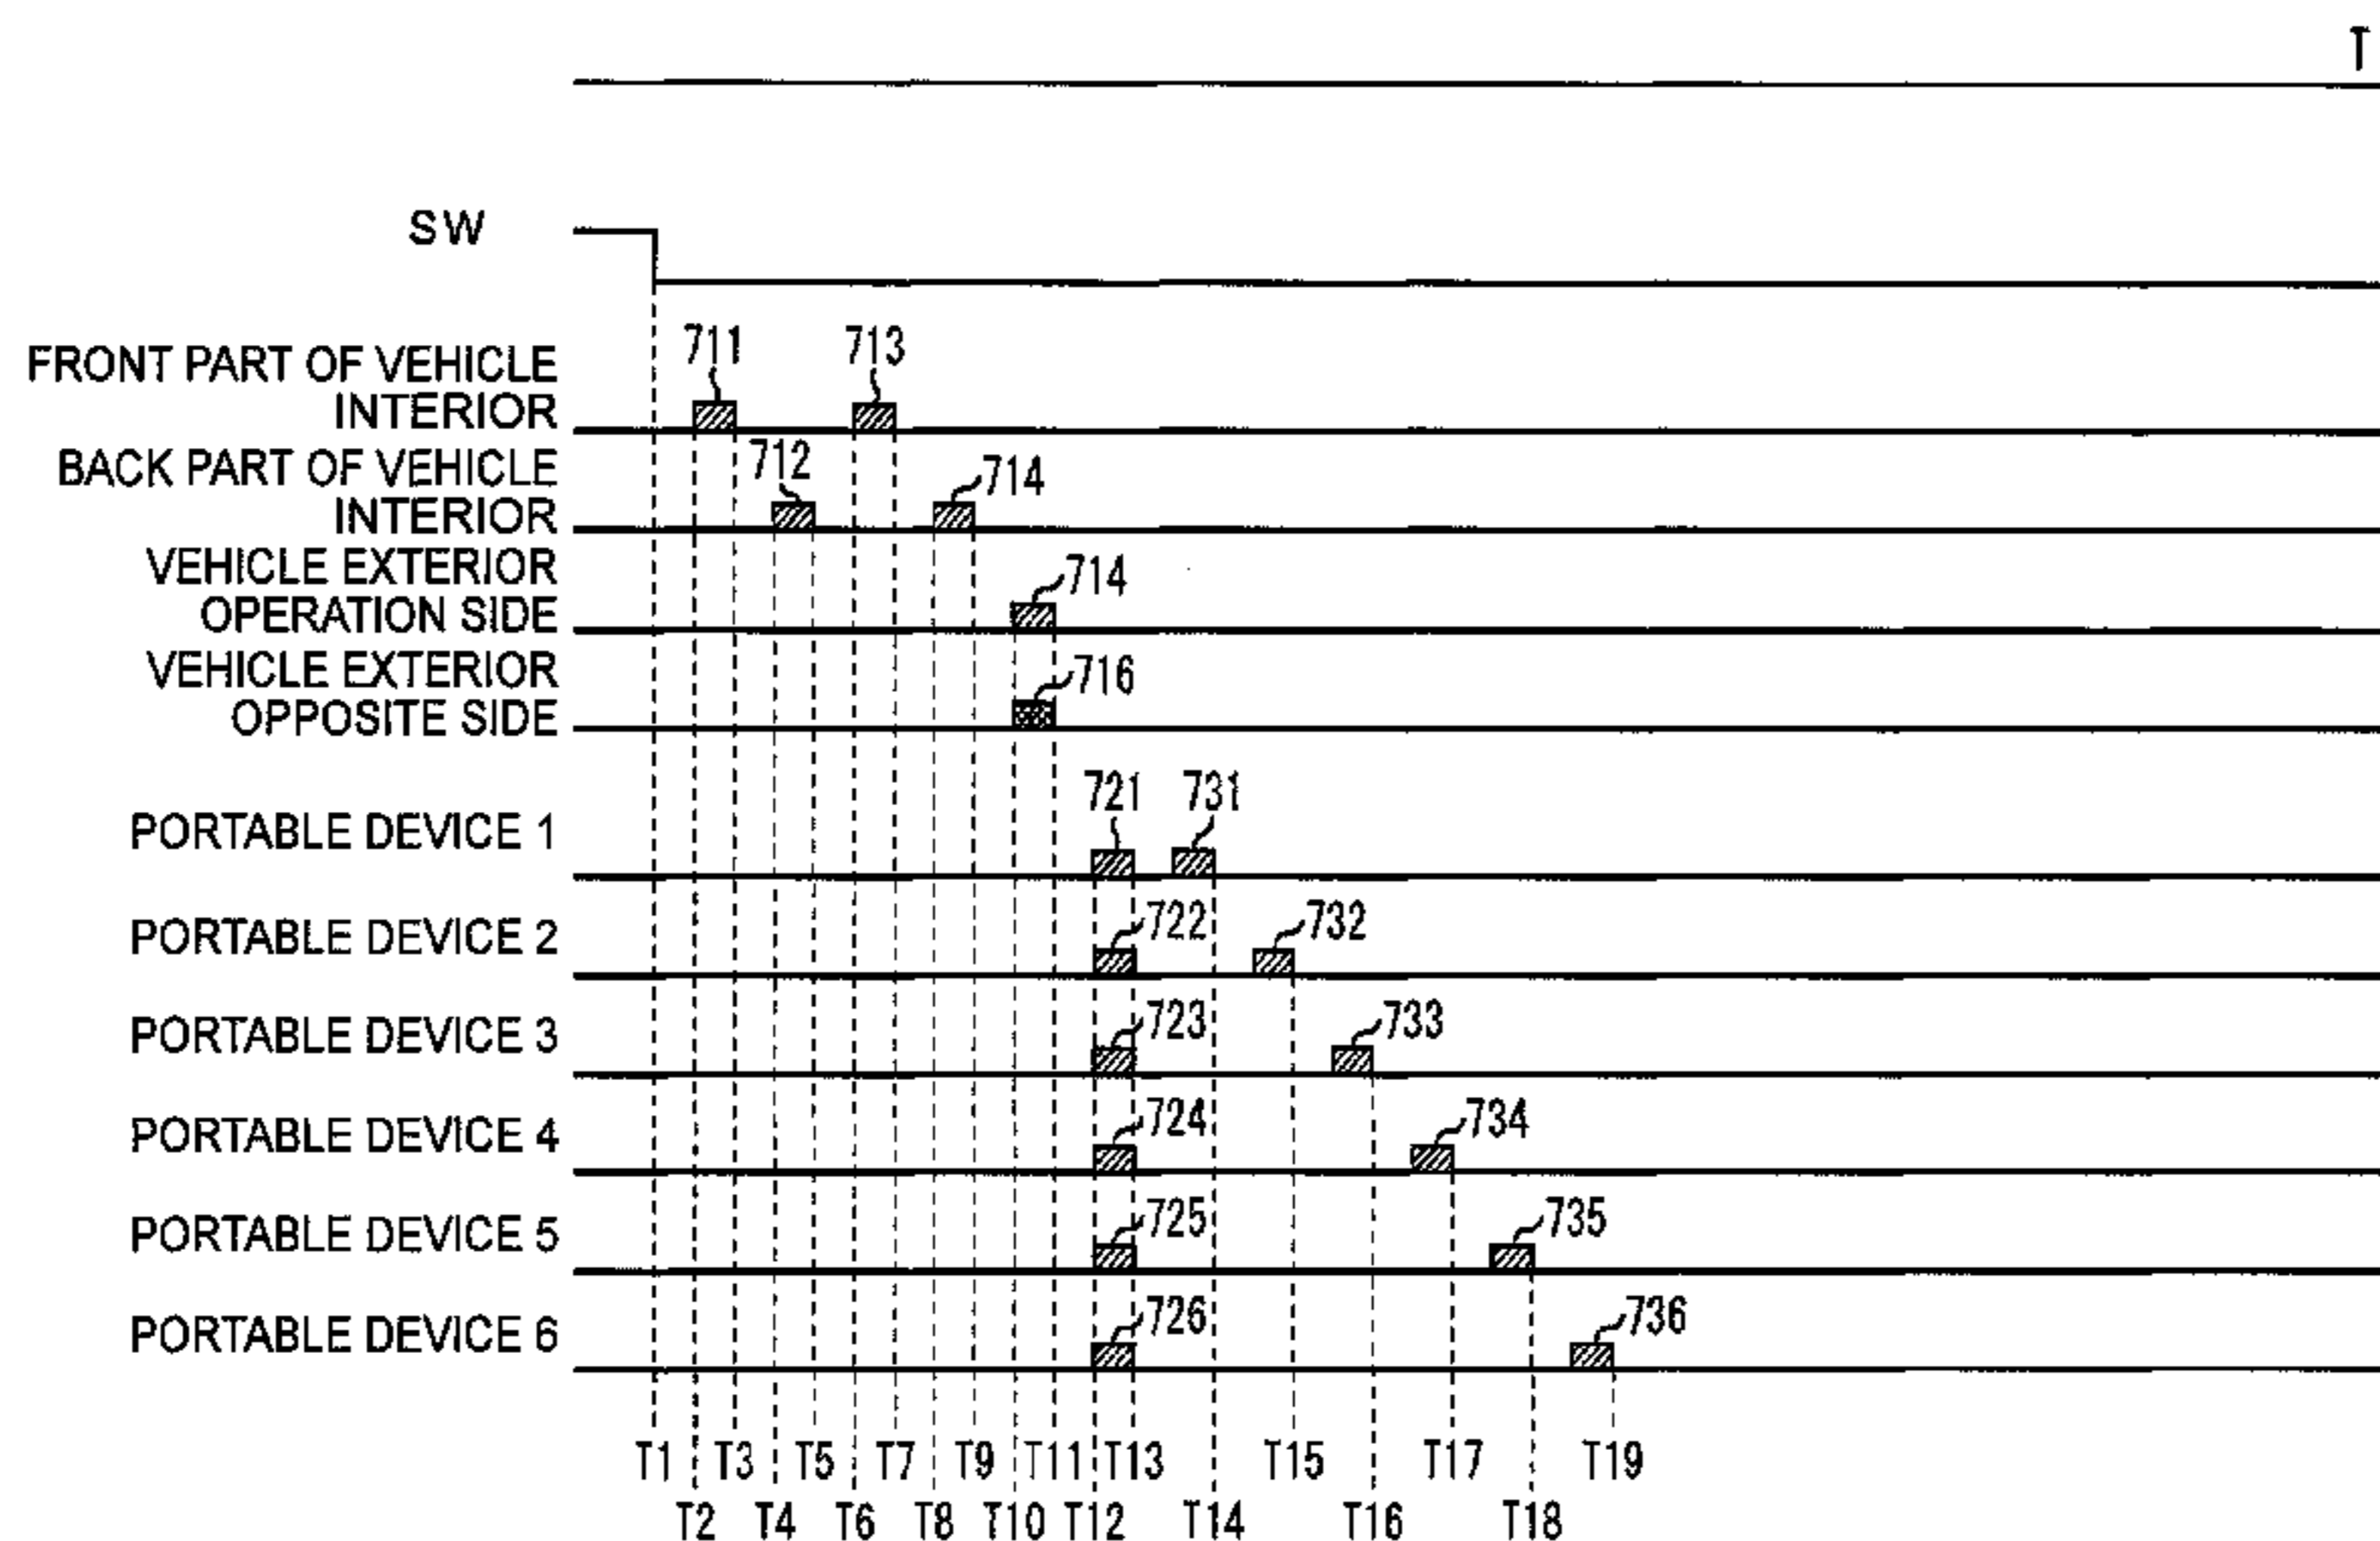 T
SW
711
713
FRONT PART OF VEHICLE
INTERIOR
712
714
BACK PART OF VEHICLE
INTERIOR
714
VEHICLE EXTERIOR
OPERATION SIDE
716
VEHICLE EXTERIOR
OPPOSITE SIDE
721
731
PORTABLE DEVICE 1
722
732
PORTABLE DEVICE 2
723
733
PORTABLE DEVICE 3
724
734
PORTABLE DEVICE 4
725
735
PORTABLE DEVICE 5
726
736
PORTABLE DEVICE 6
T1 T3 T5 T7 T9 T11 T13 T15 T17 T19
T2 T4 T6 T8 T10 T12 T14 T16 T18